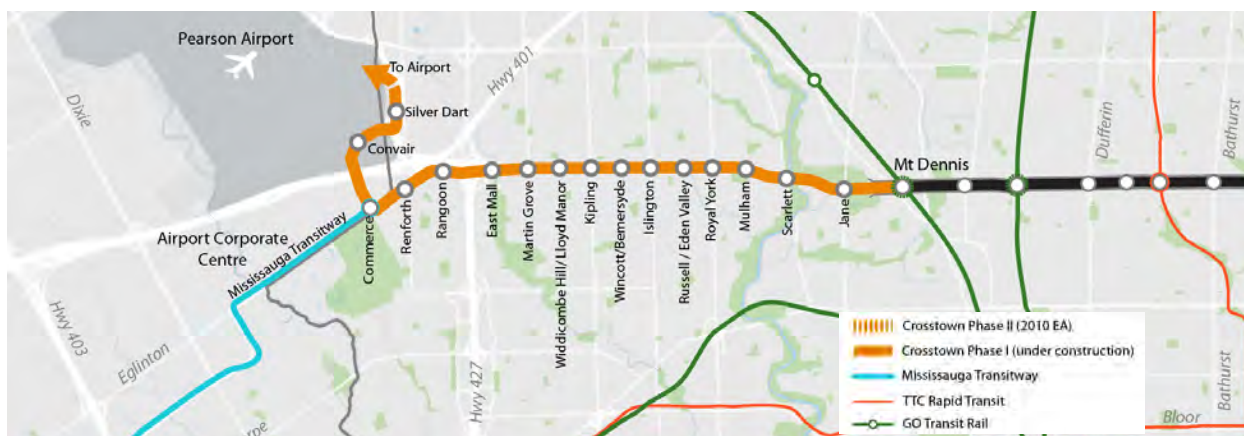 Pearson Airport
To Airport
Silver Dart
Convair
Hwy 401
Dixie
Airport Corporate
Centre
Mississauga Transitway
Commerce
Renforth
Rangoon
East Mall
Martin Grove
Widdicombe Hill/ Lloyd Manor
Kipling
Wincott/Bemersyde
Islington
Russell / Eden Valley
Royal York
Mulham
Scarlett
Jane
Mt Dennis
Dufferin
Bathurst
Hwy 403
Eglinton
Hwy 427
Crosstown Phase II (2010 EA)
Crosstown Phase I (under construction)
Mississauga Transitway
TTC Rapid Transit
GO Transit Rail
Bathurst
Bloor